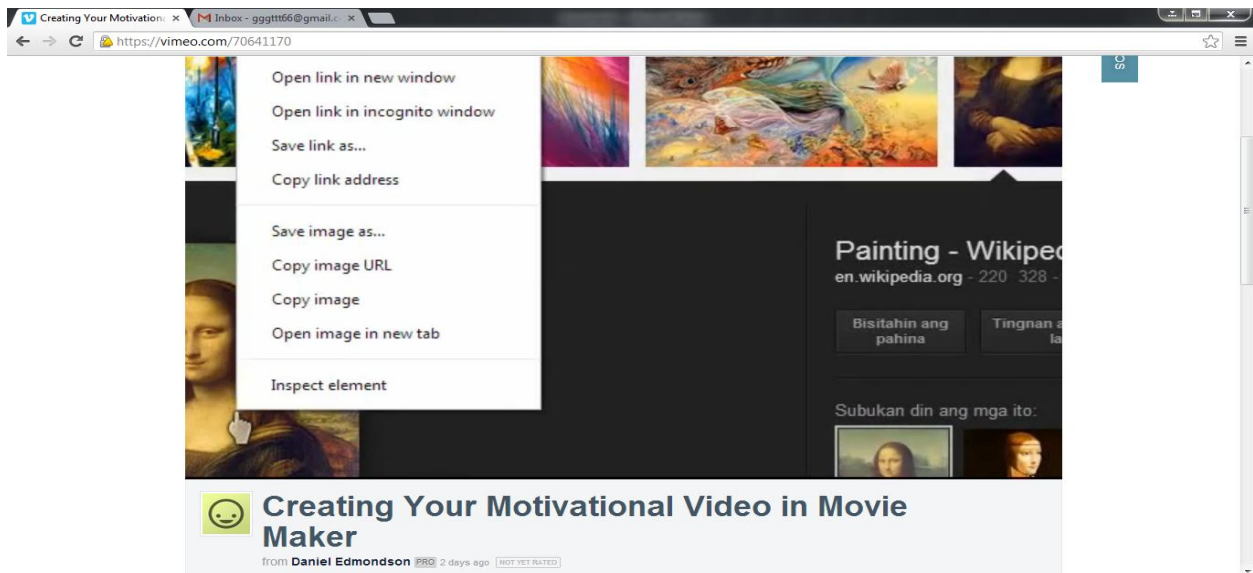 Creating Your Motivation
Inbox - gggttt66@gmail.c
https://vimeo.com/70641170
Open link in new window
Open link in incognito window
Save link as...
Copy link address
Save image as...
Copy image URL
Copy image
Open image in new tab
Inspect element
Painting - Wikiped
en.wikipedia.org - 220 328 -
Bisitahin ang
pahina
Tingnan a
la
Subukan din ang mga ito:
Creating Your Motivational Video in Movie
Maker
from Daniel Edmondson PRO 2 days ago NOT YET RATED